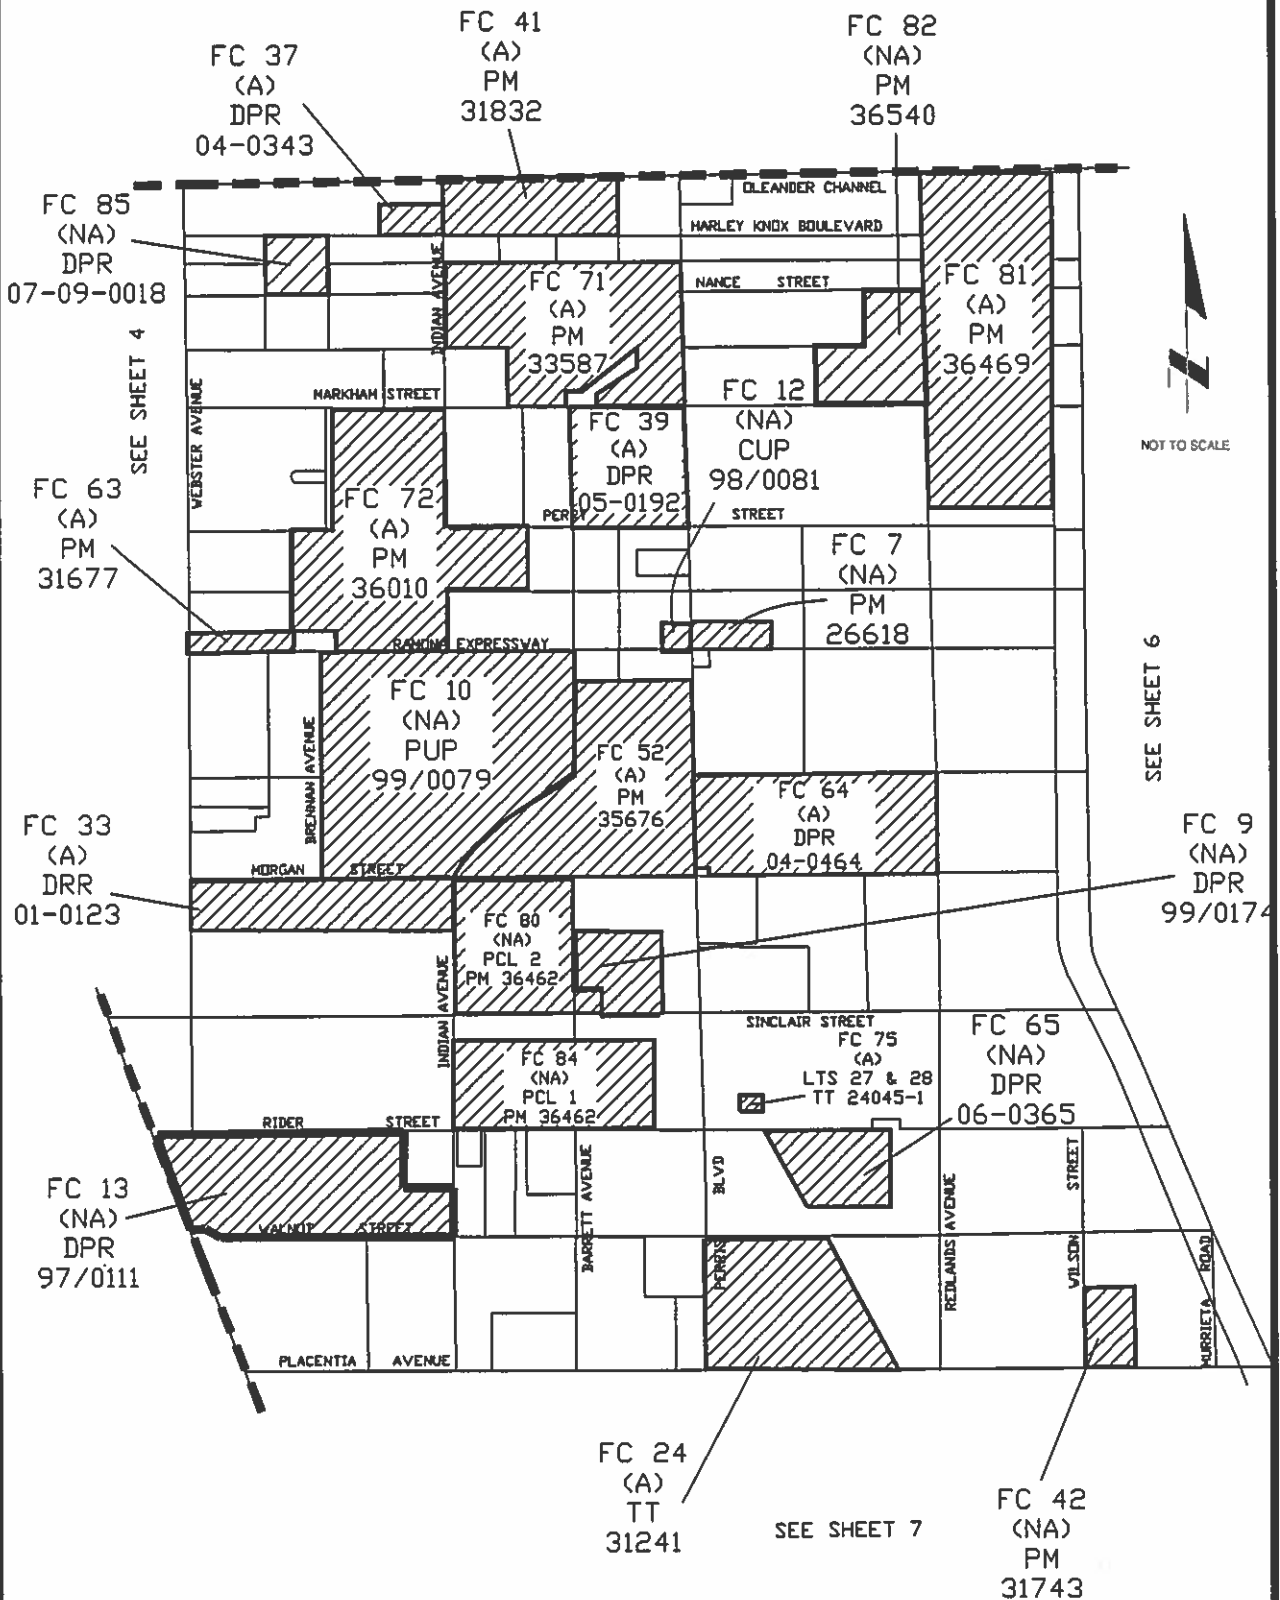 FC 41
(A)
PM
31832
FC 82
(NA)
PM
36540
FC 37
(A)
DPR
04-0343
FC 85
(NA)
DPR
07-09-0018
OLEANDER CHANNEL
HARLEY KNOX BOULEVARD
NANCE STREET
INDIAN AVENUE
FC 71
(A)
PM
33587
FC 81
(A)
PM
36469
SEE SHEET 4
WEBSTER AVENUE
MARKHAM STREET
FC 12
(NA)
CUP
98/0081
FC 39
(A)
DPR
05-0192
NOT TO SCALE
FC 63
(A)
PM
31677
FC 72
(A)
PM
36010
PERRY STREET
FC 7
(NA)
PM
26618
RAMONA EXPRESSWAY
SEE SHEET 6
FC 10
(NA)
PUP
99/0079
BRENNAN AVENUE
FC 52
(A)
PM
35676
FC 64
(A)
DPR
04-0464
FC 33
(A)
DRR
01-0123
MORGAN STREET
FC 9
(NA)
DPR
99/0174
FC 80
(NA)
PCL 2
PM 36462
INDIAN AVENUE
SINCLAIR STREET
FC 84
(NA)
PCL 1
PM 36462
FC 75
(A)
LTS 27 & 28
TT 24045-1
FC 65
(NA)
DPR
06-0365
RIDER STREET
FC 13
(NA)
DPR
97/0111
WALNUT STREET
BARRETT AVENUE
PERRIS BLVD
REDLANDS AVENUE
WILSON STREET
MURRIETA ROAD
PLACENTIA AVENUE
FC 24
(A)
TT
31241
SEE SHEET 7
FC 42
(NA)
PM
31743